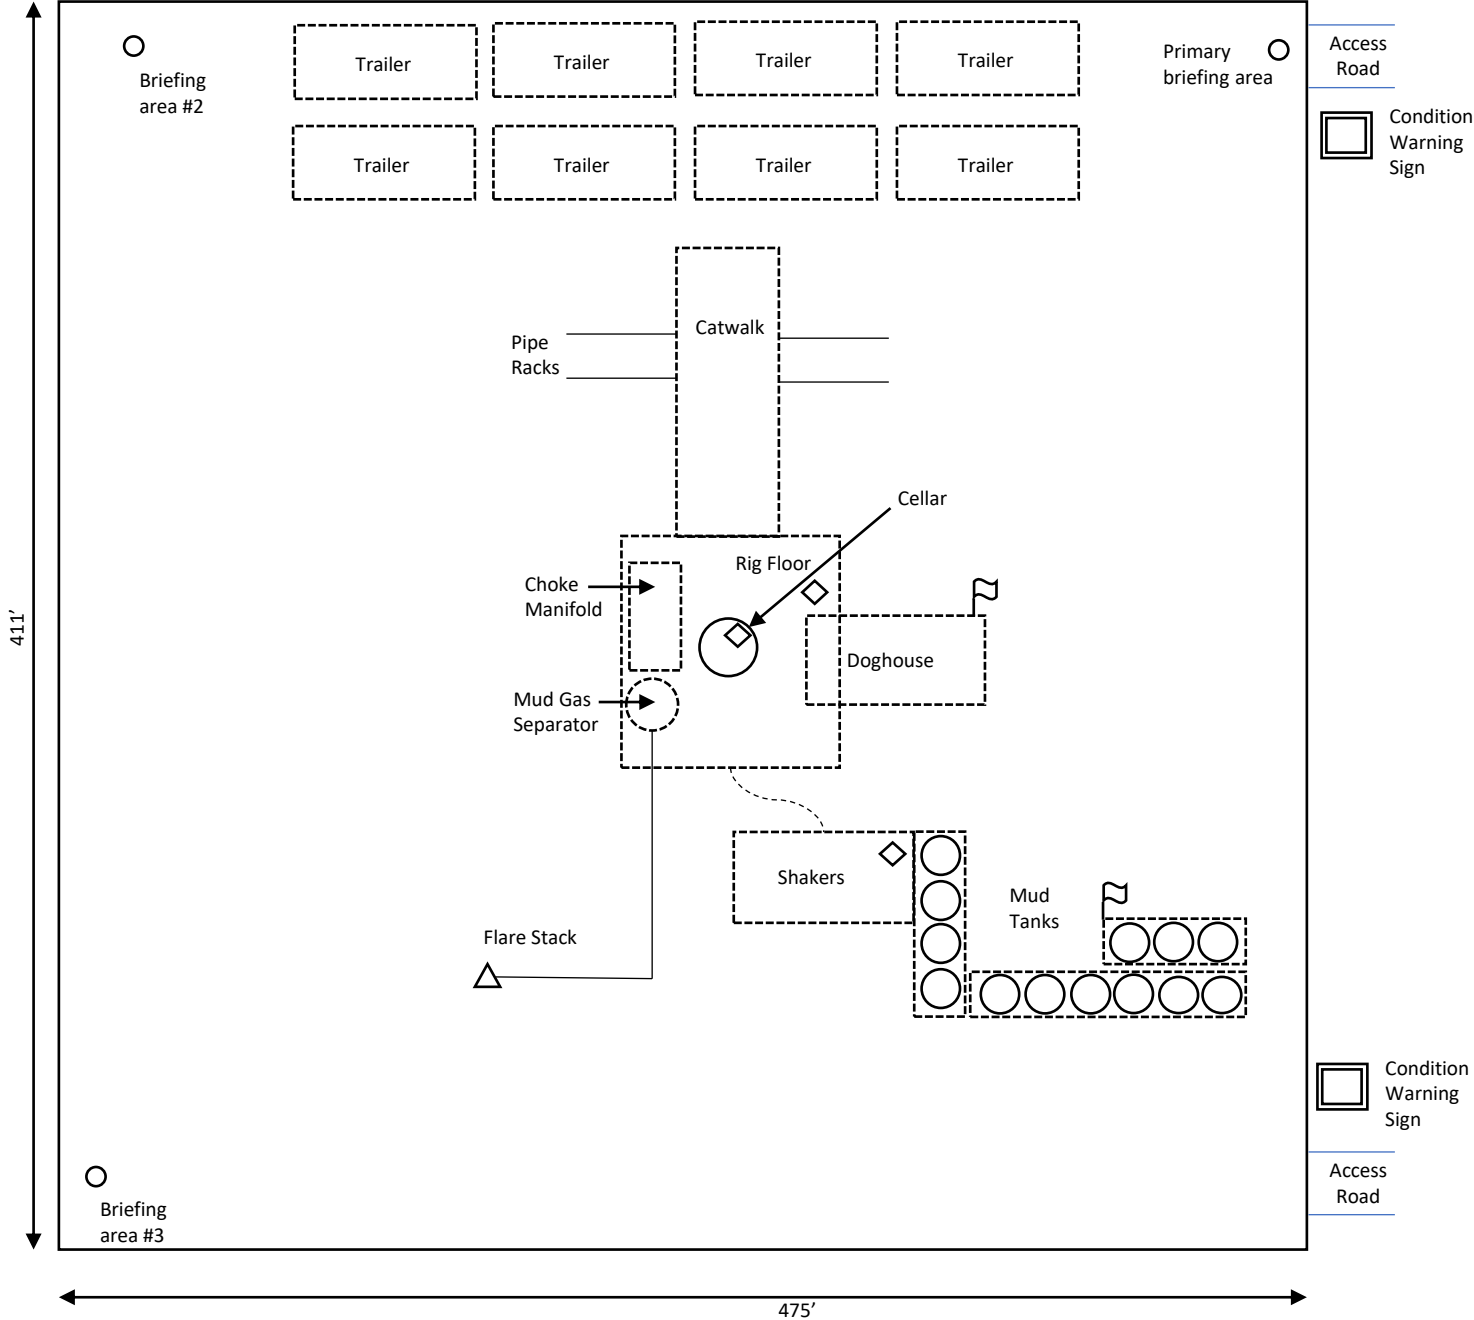 Briefing
area #2
Trailer
Trailer
Trailer
Trailer
Primary
briefing area
Access
Road
Condition
Warning
Sign
Trailer
Trailer
Trailer
Trailer
Pipe
Racks
Catwalk
Cellar
Rig Floor
Choke
Manifold
411’
Doghouse
Mud Gas
Separator
Shakers
Mud
Tanks
Flare Stack
Condition
Warning
Sign
Access
Road
Briefing
area #3
475’